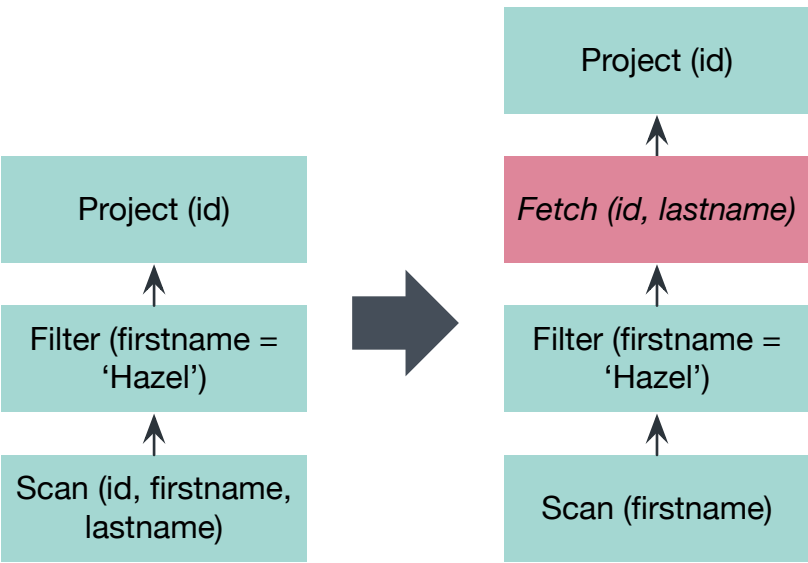 Project (id)
Filter (firstname =
‘Hazel’)
Scan (id, firstname,
lastname)
Project (id)
Fetch (id, lastname)
Filter (firstname =
‘Hazel’)
Scan (firstname)